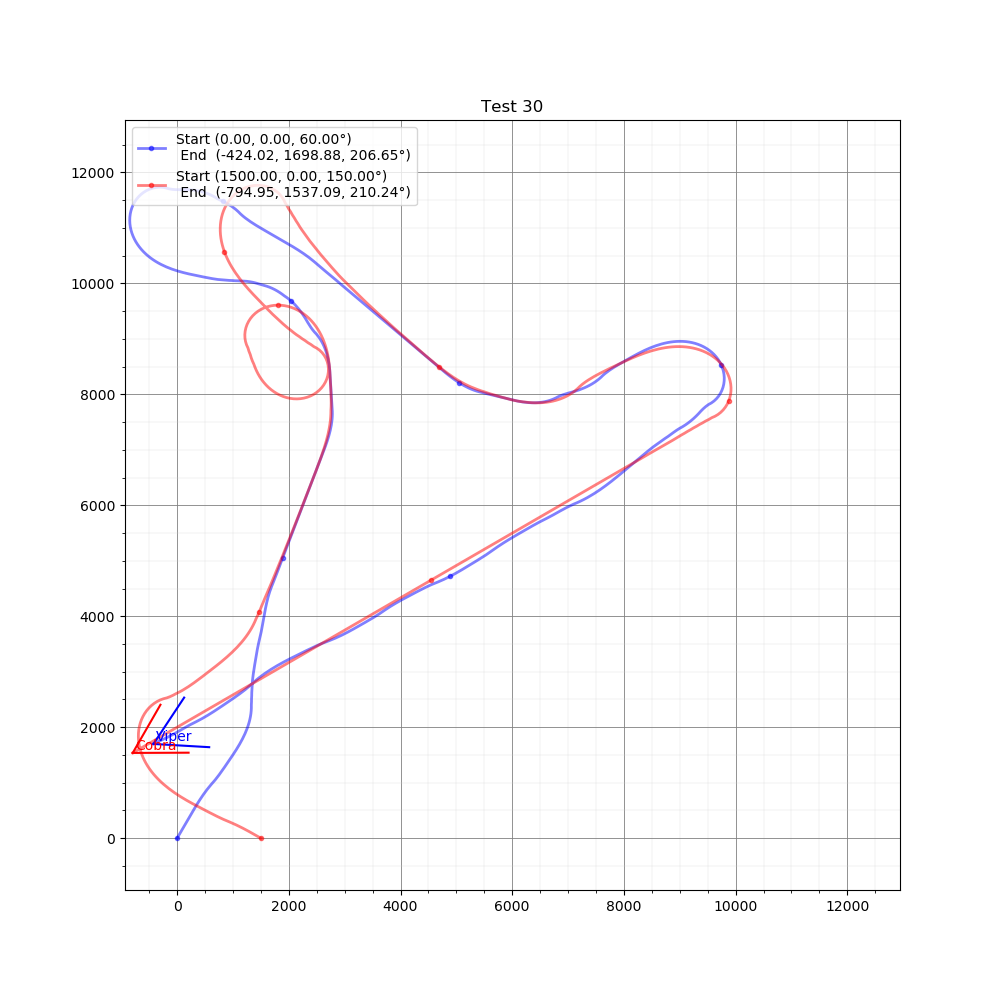 Test 30
Start (0.00, 0.00, 60.00°)
End (-424.02, 1698.88, 206.65°)
Start (1500.00, 0.00, 150.00°)
End (-794.95, 1537.09, 210.24°)
12000
10000
8000
6000
4000
2000
0
Viper
Cobra
0 2000 4000 6000 8000 10000 12000